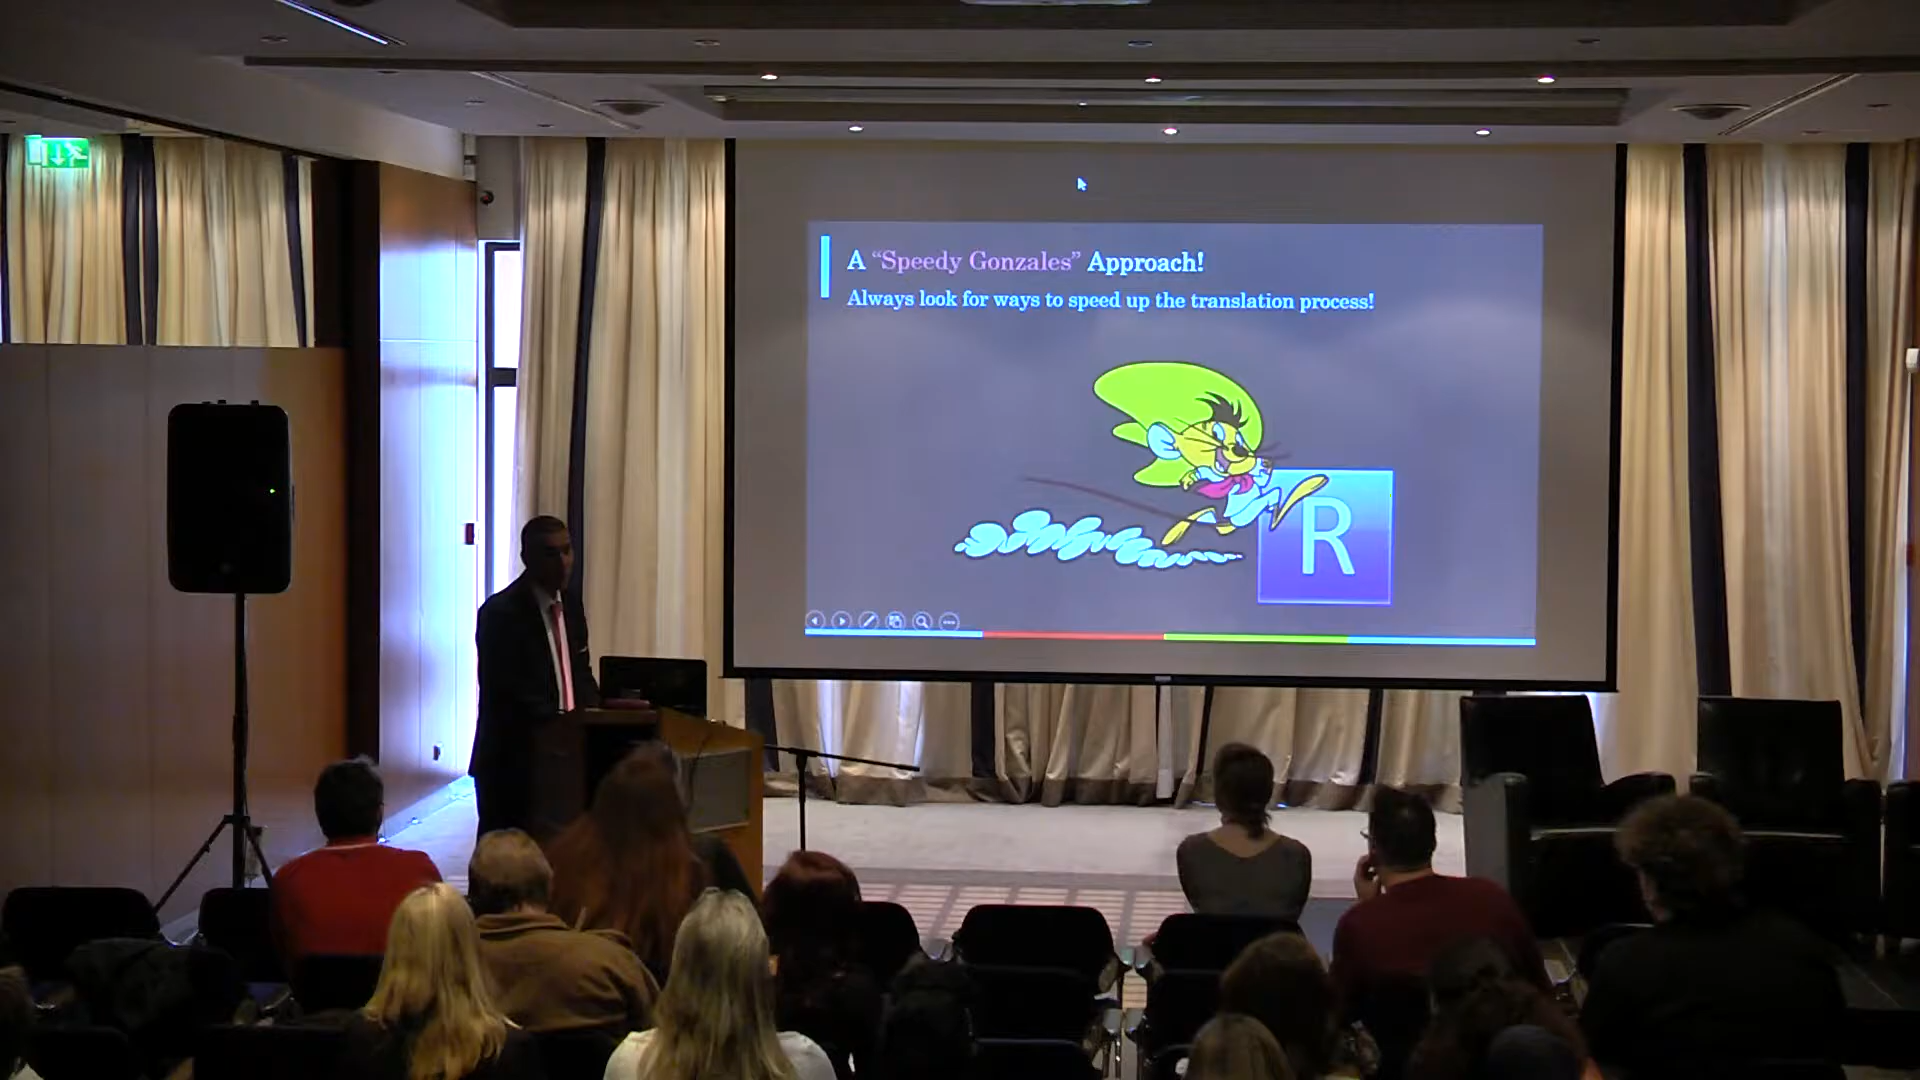 A “Speedy Gonzales” Approach!
Always look for ways to speed up the translation process!
R